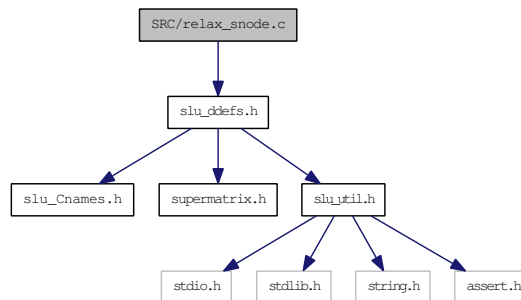 SRC/relax_snode.c
slu_ddefs.h
slu_Cnames.h
supermatrix.h
slu_util.h
stdio.h
stdlib.h
string.h
assert.h